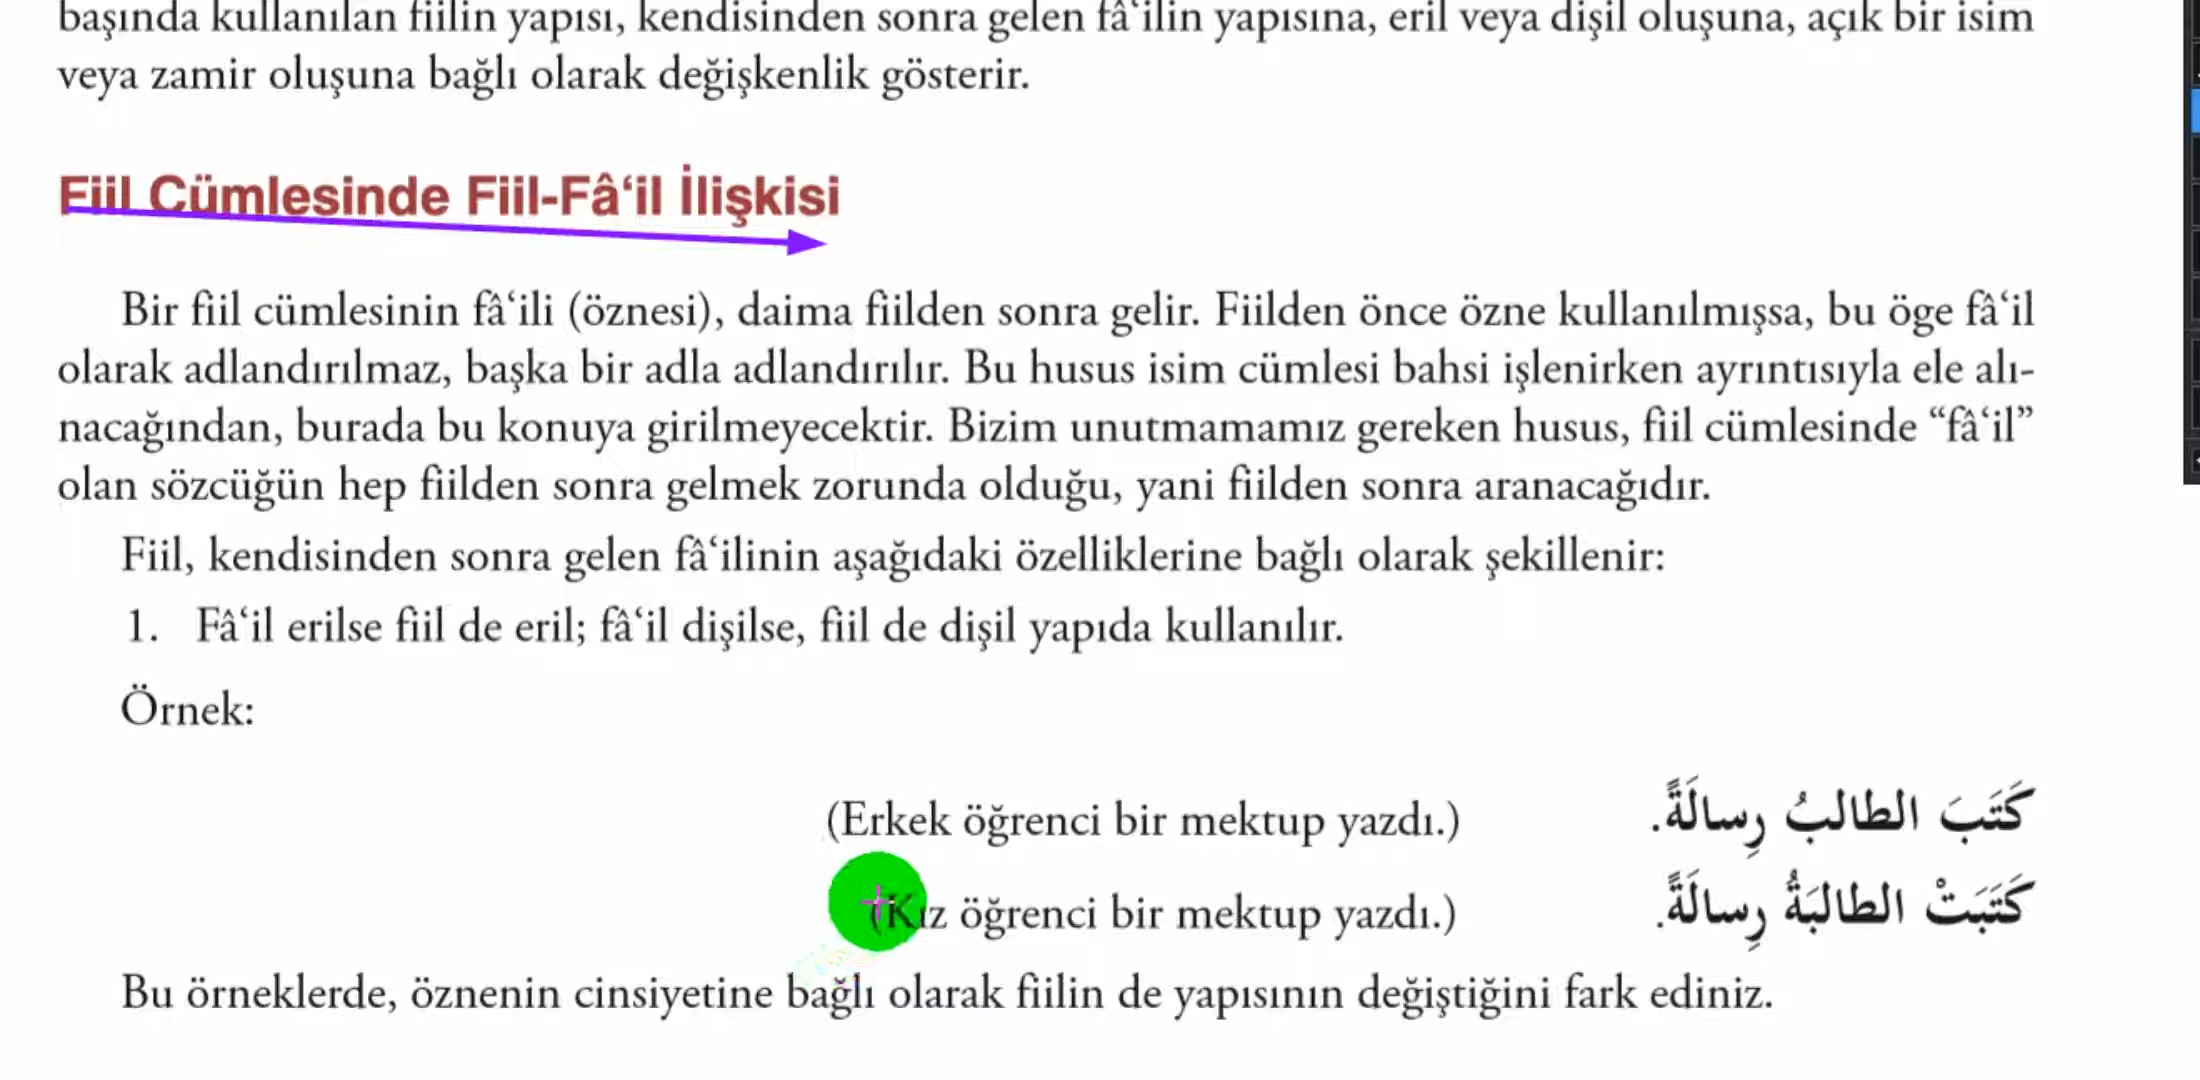 başında kullanılan fiilin yapısı, kendisinden sonra gelen fâ‘ilin yapısına, eril veya dişil oluşuna, açık bir isim
veya zamir oluşuna bağlı olarak değişkenlik gösterir.
Fiil Cümlesinde Fiil-Fâ‘il İlişkisi
Bir fiil cümlesinin fâ‘ili (öznesi), daima fiilden sonra gelir. Fiilden önce özne kullanılmışsa, bu öge fâ‘il
olarak adlandırılmaz, başka bir adla adlandırılır. Bu husus isim cümlesi bahsi işlenirken ayrıntısıyla ele alı-
nacağından, burada bu konuya girilmeyecektir. Bizim unutmamamız gereken husus, fiil cümlesinde “fâ‘il”
olan sözcüğün hep fiilden sonra gelmek zorunda olduğu, yani fiilden sonra aranacağıdır.
Fiil, kendisinden sonra gelen fâ‘ilinin aşağıdaki özelliklerine bağlı olarak şekillenir:
1. Fâ‘il erilse fiil de eril; fâ‘il dişilse, fiil de dişil yapıda kullanılır.
Örnek:
(Erkek öğrenci bir mektup yazdı.) كَتَبَ الطالبُ رِسالَةً.
(Kız öğrenci bir mektup yazdı.) كَتَبَتْ الطالبَةُ رِسالَةً.
Bu örneklerde, öznenin cinsiyetine bağlı olarak fiilin de yapısının değiştiğini fark ediniz.